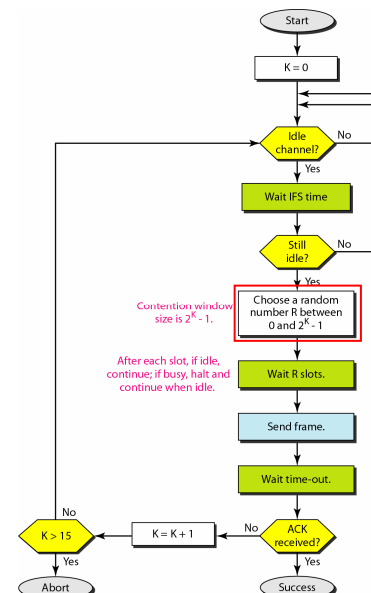 Start
K = 0
Idle
channel?
No
Yes
Wait IFS time
Still
idle?
No
Yes
Contention window
size is 2^K - 1.
Choose a random
number R between
0 and 2^K - 1
After each slot, if idle,
continue; if busy, halt and
continue when idle.
Wait R slots.
Send frame.
Wait time-out.
No
K > 15
K = K + 1
No
ACK
received?
Yes
Yes
Abort
Success